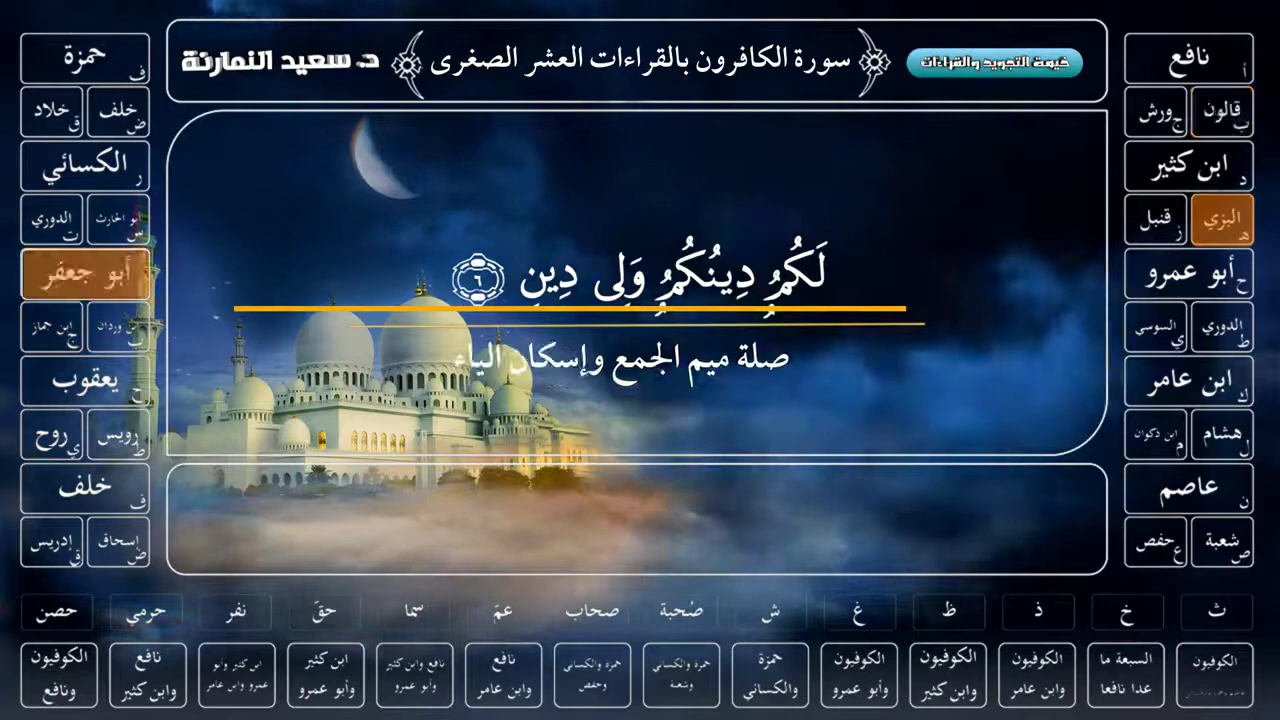 خيمة التجويد والقراءات
سورة الكافرون بالقراءات العشر الصغرى
د. سعيد النمارنة
نافع أ
قالون ب
ورش ج
ابن كثير د
البزي ه
قنبل ز
أبو عمرو ح
الدوري ط
السوسي ي
ابن عامر ك
هشام ل
ابن ذكوان م
عاصم ن
شعبة ص
حفص ع
لَكُمُۥ دِينُكُمُۥ وَلِى دِينِ ٦
صلة ميم الجمع وإسكان الياء
حمزة ف
خلف ض
خلاد ق
الكسائي ر
أبو الحارث س
الدوري ت
أبو جعفر
ابن وردان ب
ابن جماز ج
يعقوب ح
رويس ط
روح ي
خلف ف
إسحاق ض
إدريس ق
ث
خ
ذ
ظ
غ
ش
صُحبة
صحاب
عمّ
سما
حقّ
نفر
حرمي
حصن
الكوفيون
السبعة ما عدا نافعا
الكوفيون وابن عامر
الكوفيون وابن كثير
الكوفيون وأبو عمرو
حمزة والكسائي
حمزة والكسائي وشعبة
حمزة والكسائي وحفص
نافع وابن عامر
نافع وابن كثير وأبو عمرو
ابن كثير وأبو عمرو
ابن كثير وأبو عمرو وابن عامر
نافع وابن كثير
الكوفيون ونافع